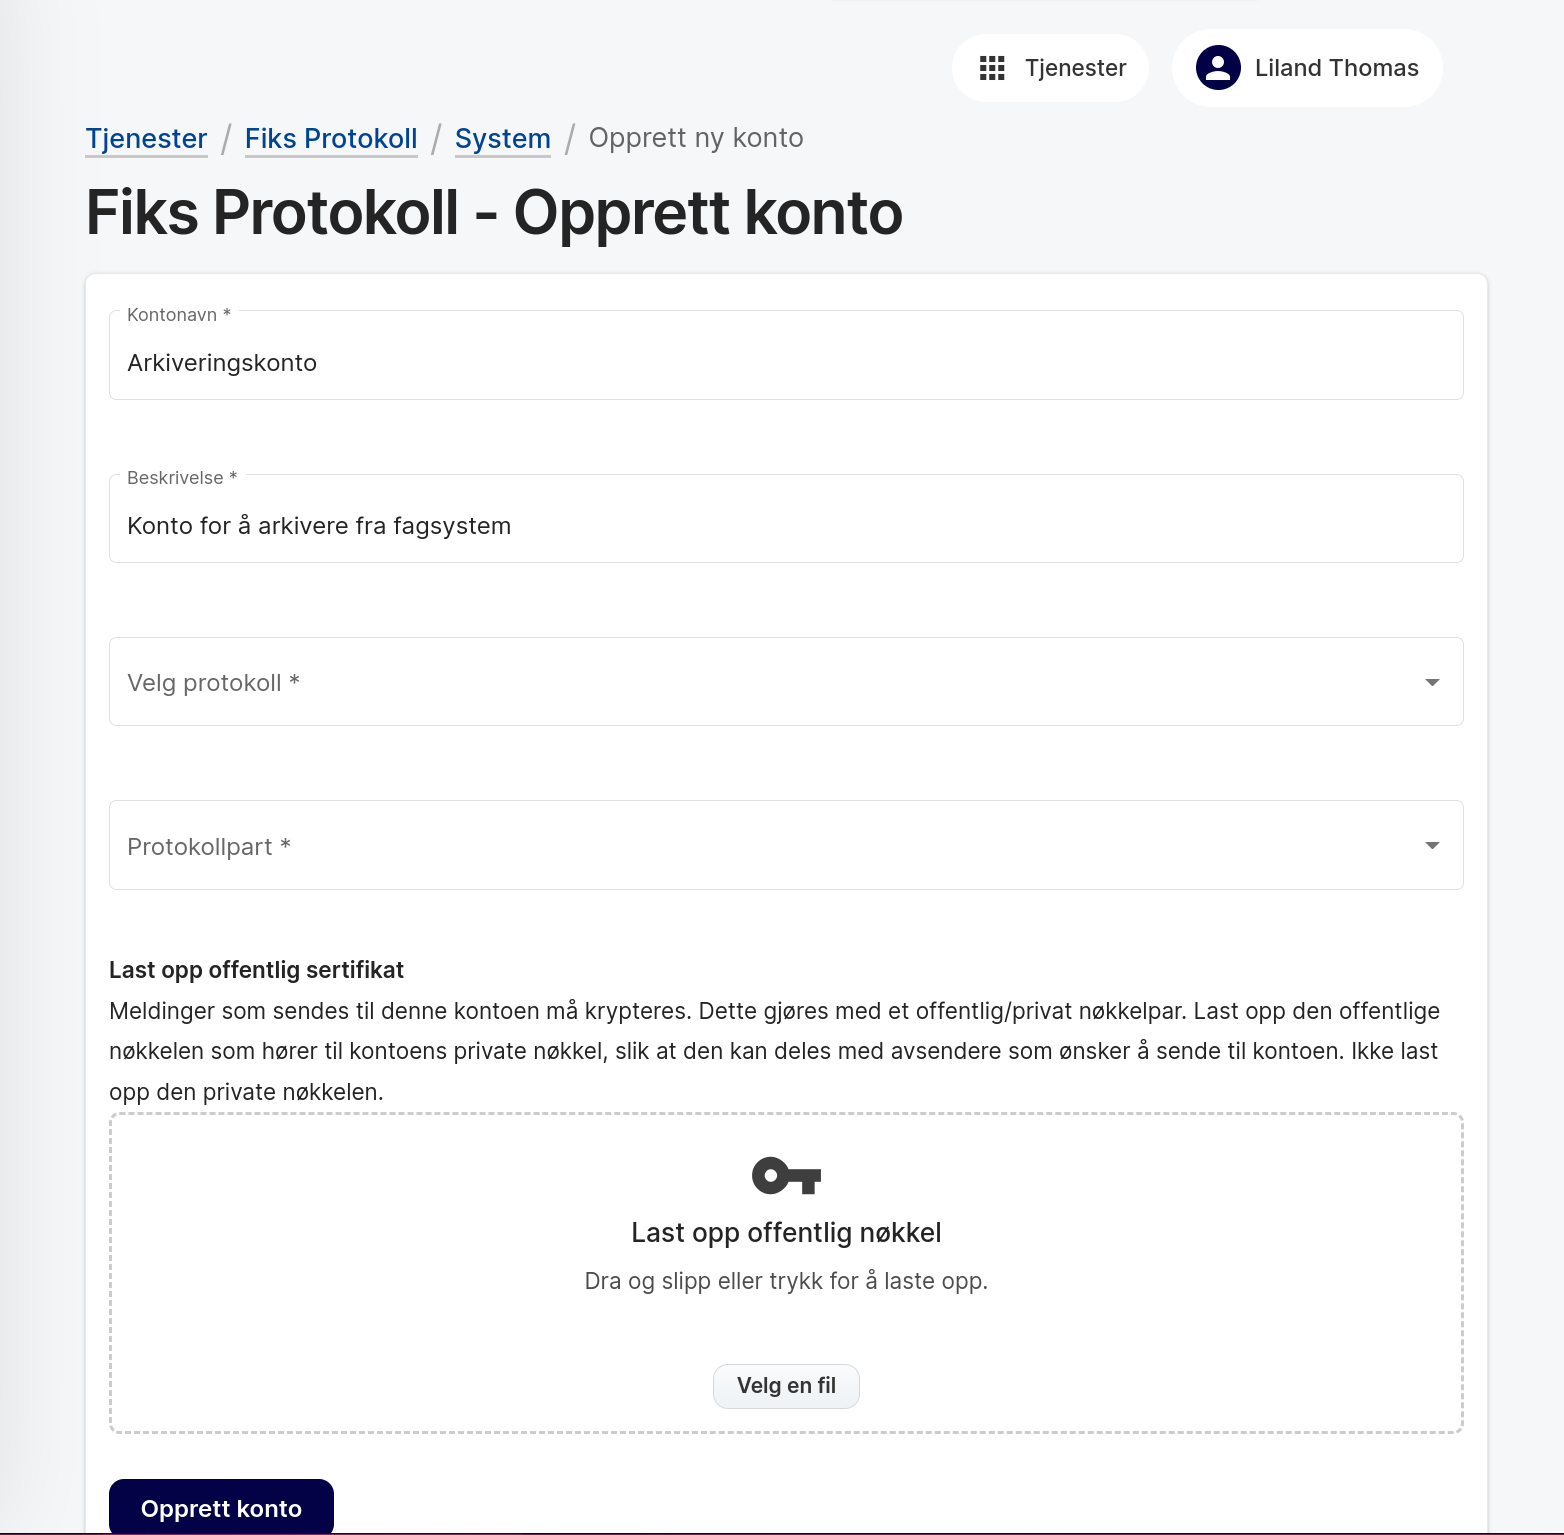 Tjenester
Liland Thomas
Tjenester / Fiks Protokoll / System / Opprett ny konto
Fiks Protokoll - Opprett konto
Kontonavn *
Arkiveringskonto
Beskrivelse *
Konto for å arkivere fra fagsystem
Velg protokoll *
Protokollpart *
Last opp offentlig sertifikat
Meldinger som sendes til denne kontoen må krypteres. Dette gjøres med et offentlig/privat nøkkelpar. Last opp den offentlige
nøkkelen som hører til kontoens private nøkkel, slik at den kan deles med avsendere som ønsker å sende til kontoen. Ikke last
opp den private nøkkelen.
Last opp offentlig nøkkel
Dra og slipp eller trykk for å laste opp.
Velg en fil
Opprett konto